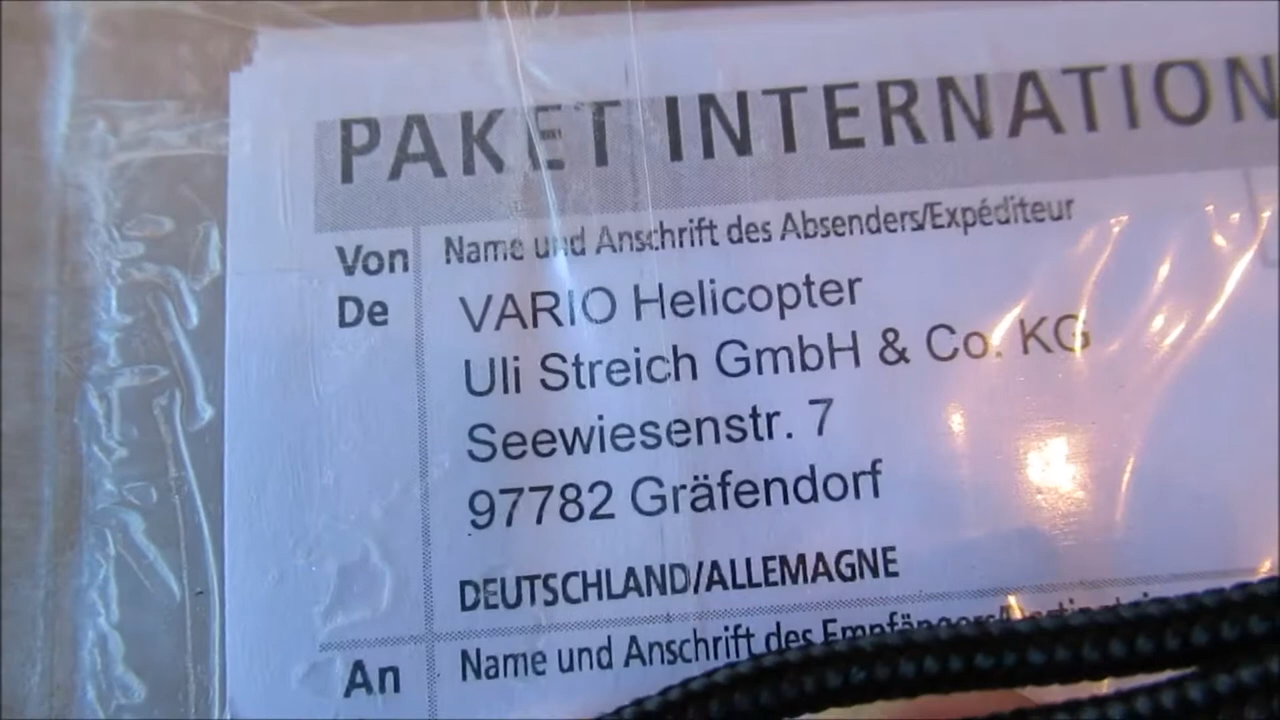 PAKET INTERNATION
Von Name und Anschrift des Absenders/Expéditeur
De
VARIO Helicopter
Uli Streich GmbH & Co. KG
Seewiesenstr. 7
97782 Gräfendorf
DEUTSCHLAND/ALLEMAGNE
An Name und Anschrift des